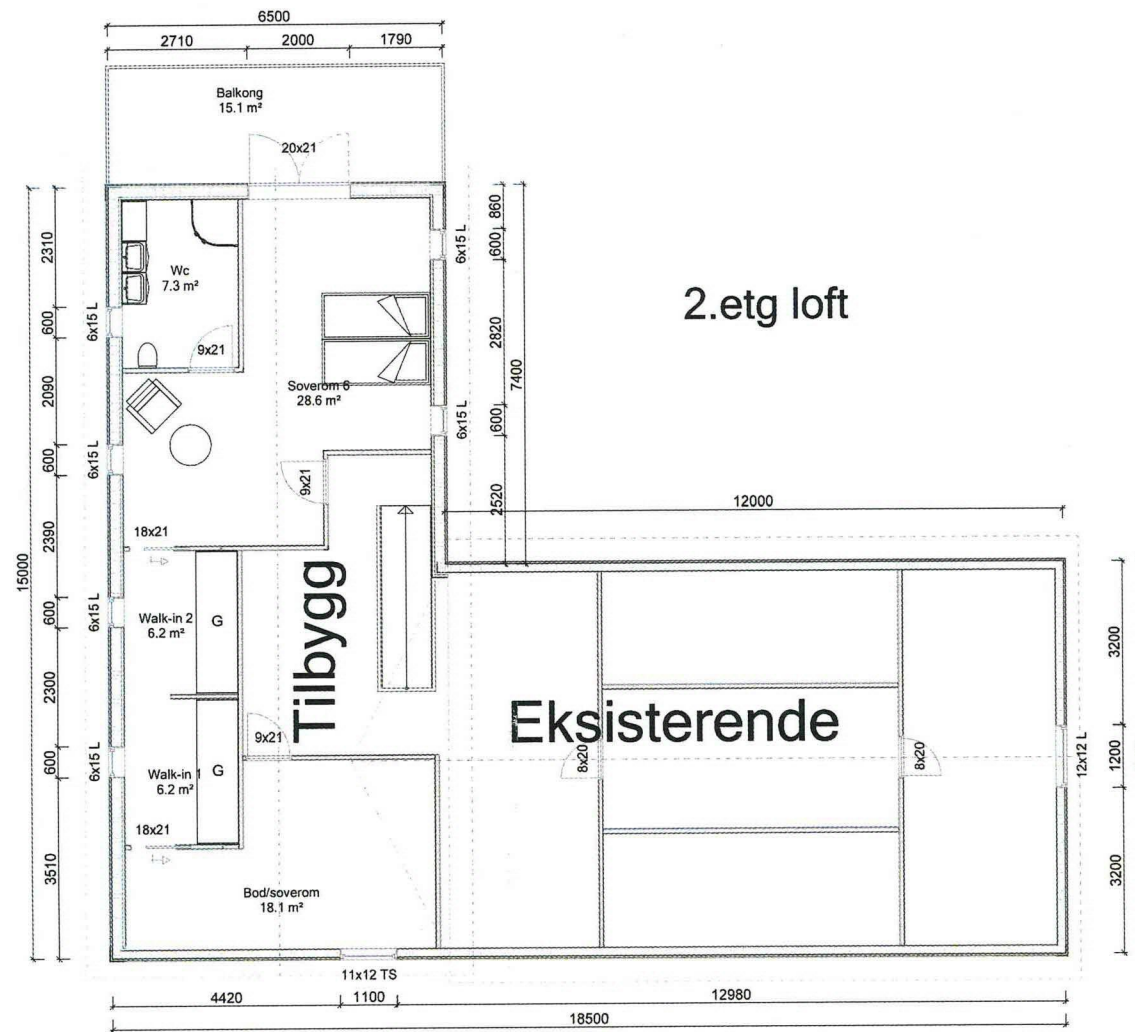 6500
2710 2000 1790
Balkong
15.1 m²
20x21
2310
600
2090
600
2390
600
2300
600
3510
15000
6x15 L
6x15 L
6x15 L
6x15 L
Wc
7.3 m²
9x21
Soverom 6
28.6 m²
9x21
6x15 L
6x15 L
860
600
2820
600
2520
7400
2.etg loft
12000
18x21
Walk-in 2
6.2 m²
G
Tilbygg
Eksisterende
9x21
Walk-in 1
6.2 m²
G
18x21
8x20
8x20
12x12 L
3200
1200
3200
Bod/soverom
18.1 m²
11x12 TS
4420 1100 12980
18500